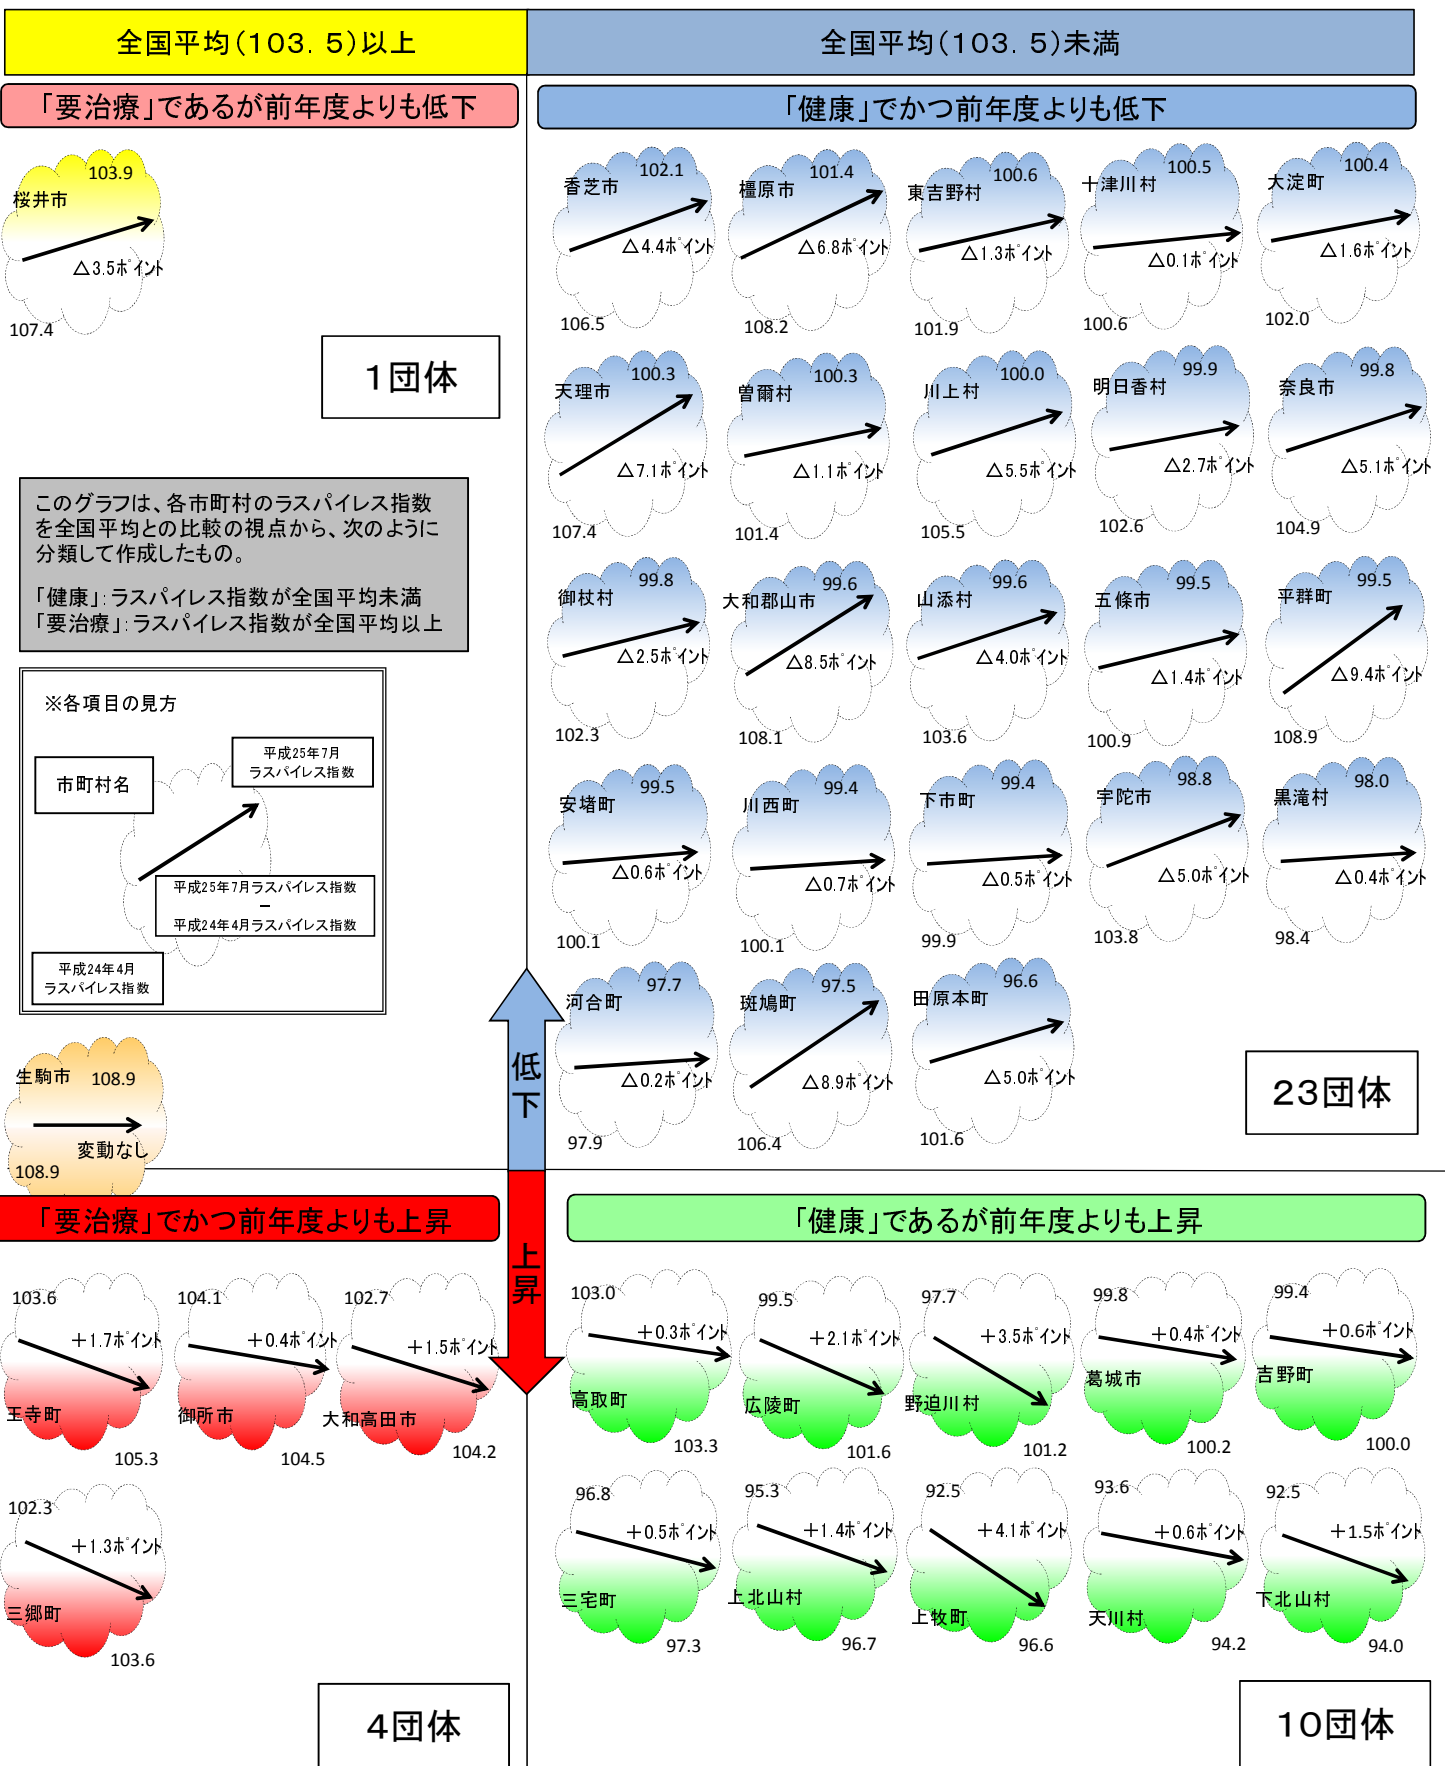 全国平均(103.5)以上
全国平均(103.5)未満
「要治療」であるが前年度よりも低下
「健康」でかつ前年度よりも低下
桜井市
103.9
△3.5ポイント
107.4
1団体
香芝市
102.1
△4.4ポイント
106.5
橿原市
101.4
△6.8ポイント
108.2
東吉野村
100.6
△1.3ポイント
101.9
十津川村
100.5
△0.1ポイント
100.6
大淀町
100.4
△1.6ポイント
102.0
天理市
100.3
△7.1ポイント
107.4
曽爾村
100.3
△1.1ポイント
101.4
川上村
100.0
△5.5ポイント
105.5
明日香村
99.9
△2.7ポイント
102.6
奈良市
99.8
△5.1ポイント
104.9
このグラフは、各市町村のラスパイレス指数
を全国平均との比較の視点から、次のように
分類して作成したもの。
「健康」:ラスパイレス指数が全国平均未満
「要治療」:ラスパイレス指数が全国平均以上
御杖村
99.8
△2.5ポイント
102.3
大和郡山市
99.6
△8.5ポイント
108.1
山添村
99.6
△4.0ポイント
103.6
五條市
99.5
△1.4ポイント
100.9
平群町
99.5
△9.4ポイント
108.9
※各項目の見方
市町村名
平成25年7月
ラスパイレス指数
平成25年7月ラスパイレス指数
－
平成24年4月ラスパイレス指数
平成24年4月
ラスパイレス指数
安堵町
99.5
△0.6ポイント
100.1
川西町
99.4
△0.7ポイント
100.1
下市町
99.4
△0.5ポイント
99.9
宇陀市
98.8
△5.0ポイント
103.8
黒滝村
98.0
△0.4ポイント
98.4
河合町
97.7
△0.2ポイント
97.9
斑鳩町
97.5
△8.9ポイント
106.4
田原本町
96.6
△5.0ポイント
101.6
23団体
生駒市
108.9
変動なし
108.9
低下
上昇
「要治療」でかつ前年度よりも上昇
「健康」であるが前年度よりも上昇
103.6
+1.7ポイント
王寺町
105.3
104.1
+0.4ポイント
御所市
104.5
102.7
+1.5ポイント
大和高田市
104.2
102.3
+1.3ポイント
三郷町
103.6
4団体
103.0
+0.3ポイント
高取町
103.3
99.5
+2.1ポイント
広陵町
101.6
97.7
+3.5ポイント
野迫川村
101.2
99.8
+0.4ポイント
葛城市
100.2
99.4
+0.6ポイント
吉野町
100.0
96.8
+0.5ポイント
三宅町
97.3
95.3
+1.4ポイント
上北山村
96.7
92.5
+4.1ポイント
上牧町
96.6
93.6
+0.6ポイント
天川村
94.2
92.5
+1.5ポイント
下北山村
94.0
10団体